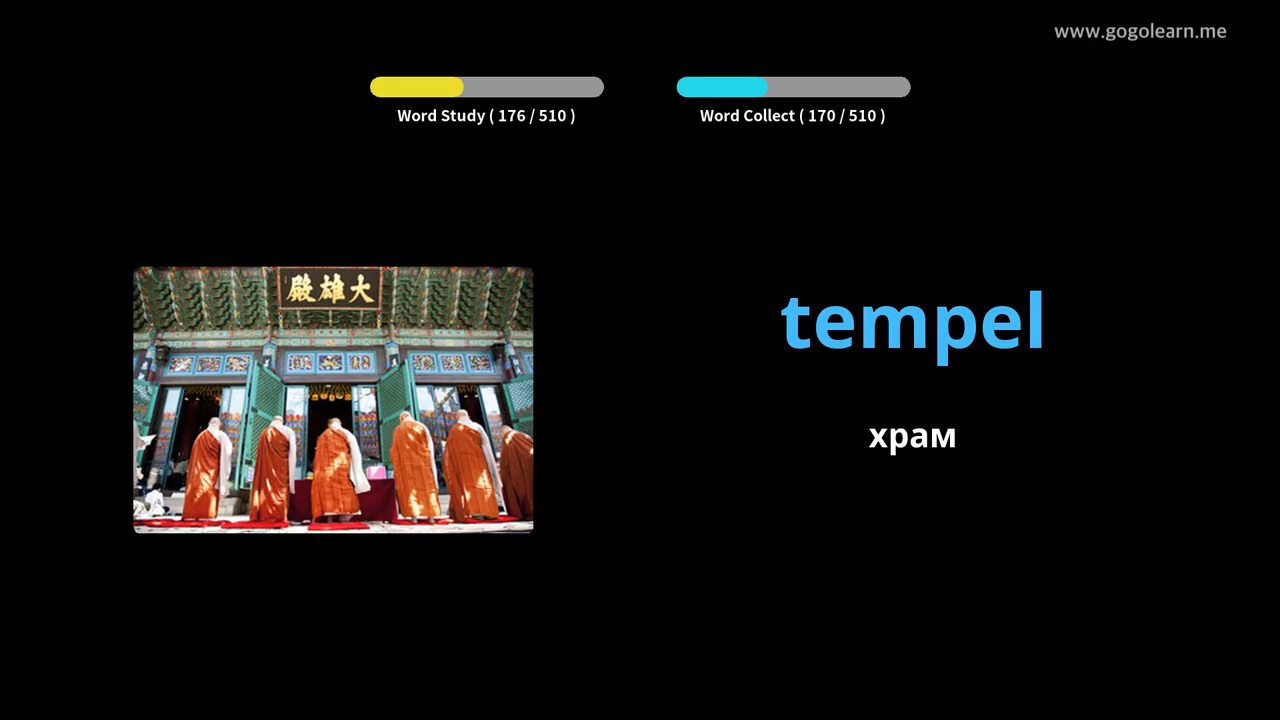 www.gogolearn.me
Word Study ( 176 / 510 )
Word Collect ( 170 / 510 )
殿雄大
tempel
храм